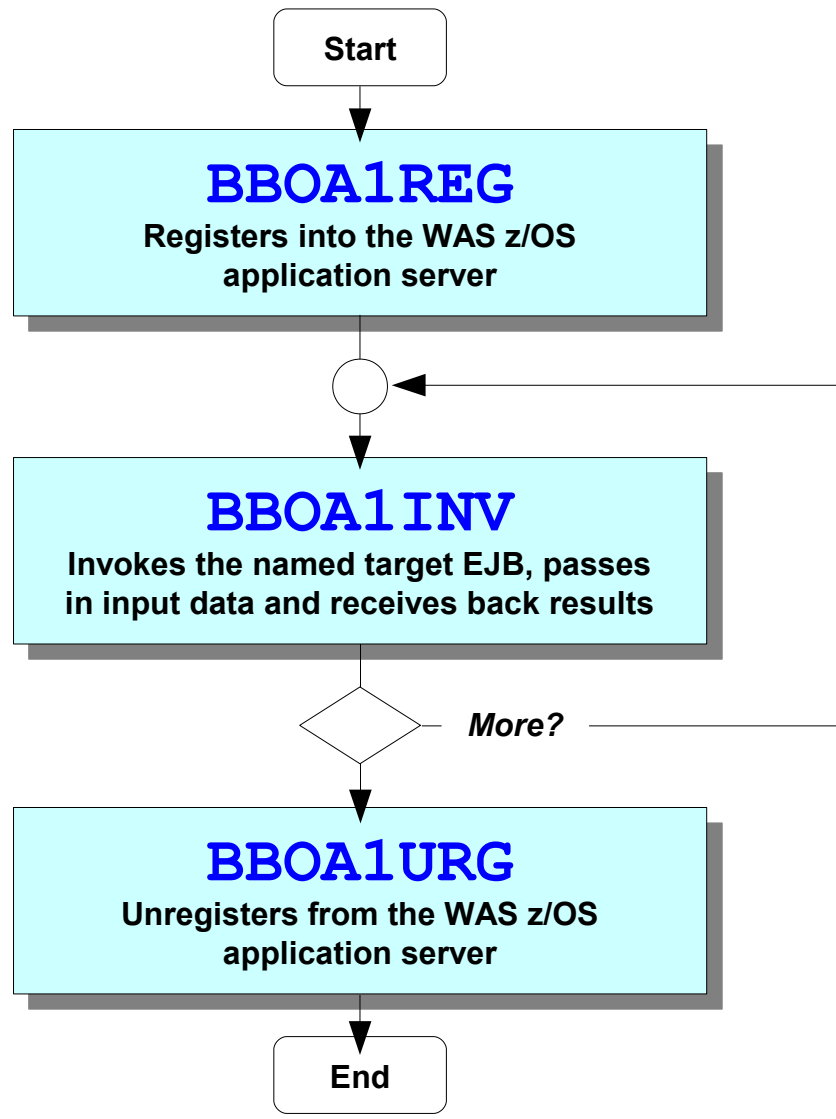 Start
BBOA1REG
Registers into the WAS z/OS
application server
BBOA1INV
Invokes the named target EJB, passes
in input data and receives back results
More?
BBOA1URG
Unregisters from the WAS z/OS
application server
End